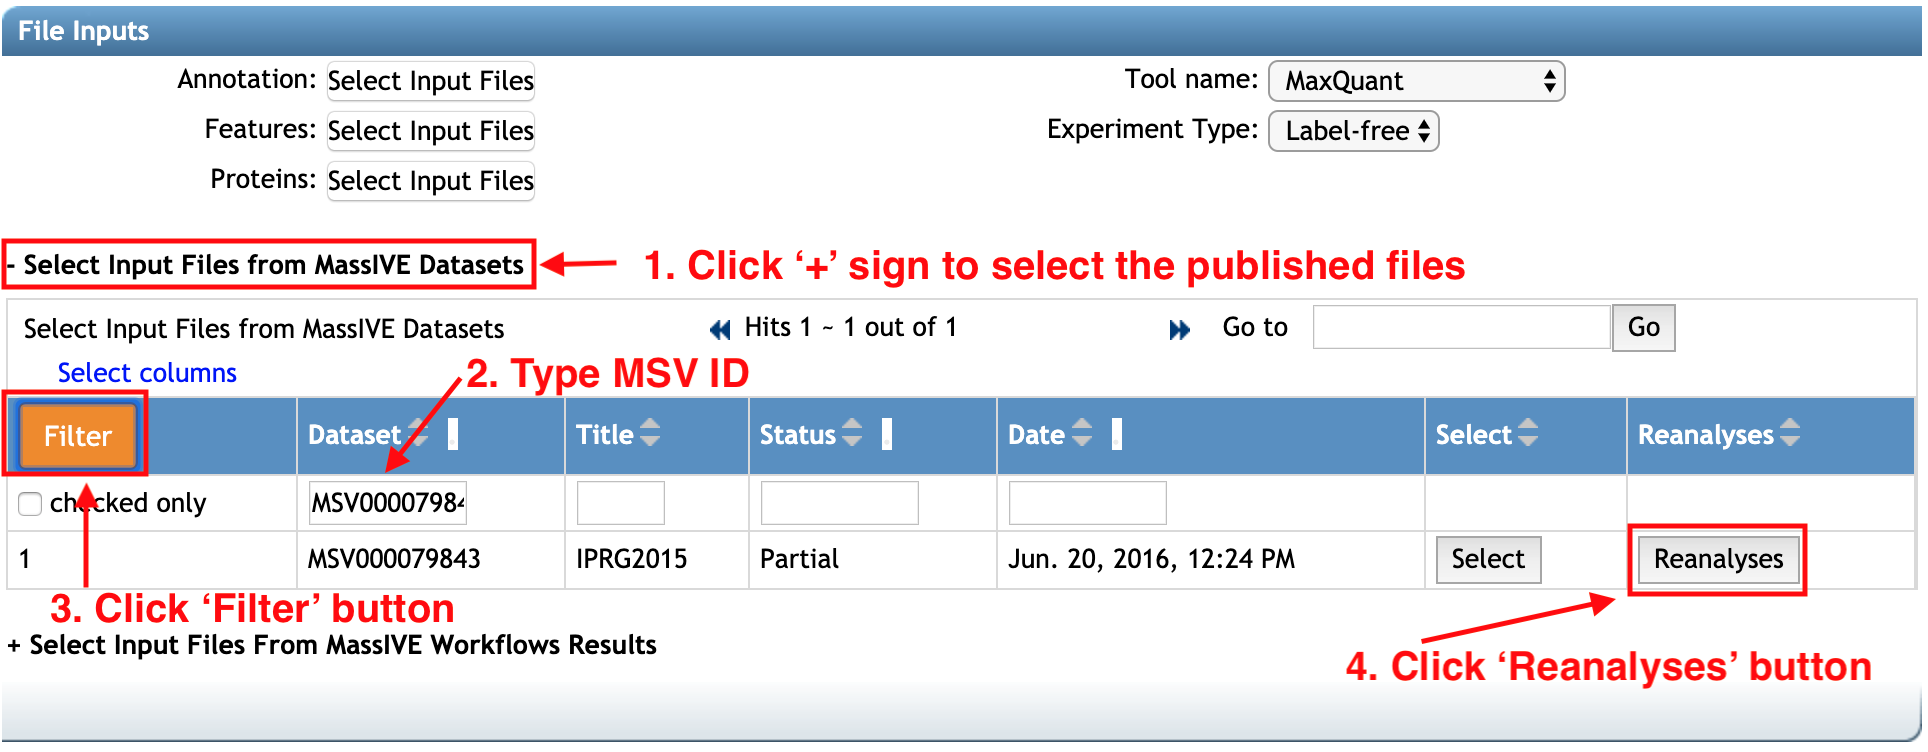 File Inputs
Annotation: Select Input Files Tool name: MaxQuant
Features: Select Input Files Experiment Type: Label-free
Proteins: Select Input Files
- Select Input Files from MassIVE Datasets 1. Click ‘+’ sign to select the published files
Select Input Files from MassIVE Datasets Hits 1 ~ 1 out of 1 Go to Go
Select columns 2. Type MSV ID
Filter Dataset Title Status Date Select Reanalyses
checked only MSV00007984
1 MSV000079843 IPRG2015 Partial Jun. 20, 2016, 12:24 PM Select Reanalyses
3. Click ‘Filter’ button
+ Select Input Files From MassIVE Workflows Results
4. Click ‘Reanalyses’ button